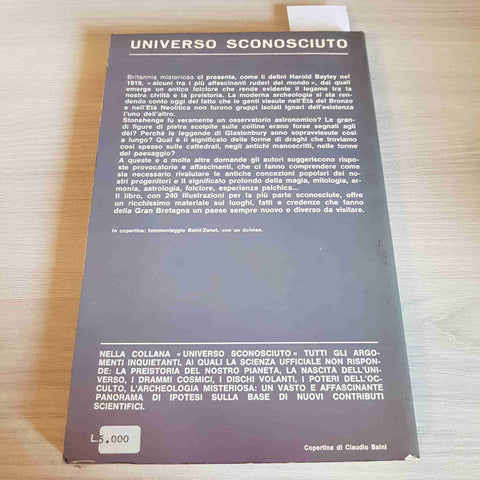 UNIVERSO SCONOSCIUTO
Britannia misteriosa ci presenta, come li definì Harold Bayley nel
1919, «alcuni tra i più affascinanti ruderi del mondo», dai quali
emerge un antico folclore che rende evidente il legame tra la
nostra civiltà e la preistoria. La moderna archeologia si sta ren-
dendo conto oggi del fatto che le genti vissute nell'Età del Bronzo
e nell'Età Neolitica non furono gruppi isolati ignari dell'esistenza
l'uno dell'altro.
Stonehenge fu veramente un osservatorio astronomico? Le gran-
di figure di pietra scolpite sulle colline erano forse segnali agli
dèi? Perché le leggende di Glastonbury sono sopravvissute così
a lungo? Qual è il significato delle forme di draghi che troviamo
così spesso sulle cattedrali, negli antichi manoscritti, nelle forme
del paesaggio?
A queste e a molte altre domande gli autori suggeriscono rispo-
ste provocatorie e affascinanti, che ci fanno comprendere come
sia necessario rivalutare le antiche concezioni popolari dei no-
stri progenitori e il significato profondo della magia, mitologia, ar-
monia, astrologia, folclore, esperienza psichica...
Il libro, con 240 illustrazioni per la più parte sconosciute, offre
un ricchissimo materiale sui luoghi, fatti e credenze che fanno
della Gran Bretagna un paese sempre nuovo e diverso da visitare.
In copertina: fotomontaggio Baini/Zanot, con un dolmen.
NELLA COLLANA «UNIVERSO SCONOSCIUTO» TUTTI GLI ARGO-
MENTI INQUIETANTI, AI QUALI LA SCIENZA UFFICIALE NON RISPON-
DE: LA PREISTORIA DEL NOSTRO PIANETA, LA NASCITA DELL'UNI-
VERSO, I DRAMMI COSMICI, I DISCHI VOLANTI, I POTERI DELL'OC-
CULTO, L'ARCHEOLOGIA MISTERIOSA: UN VASTO E AFFASCINANTE
PANORAMA DI IPOTESI SULLA BASE DI NUOVI CONTRIBUTI
SCIENTIFICI.
L.5.000
Copertina di Claudio Baini